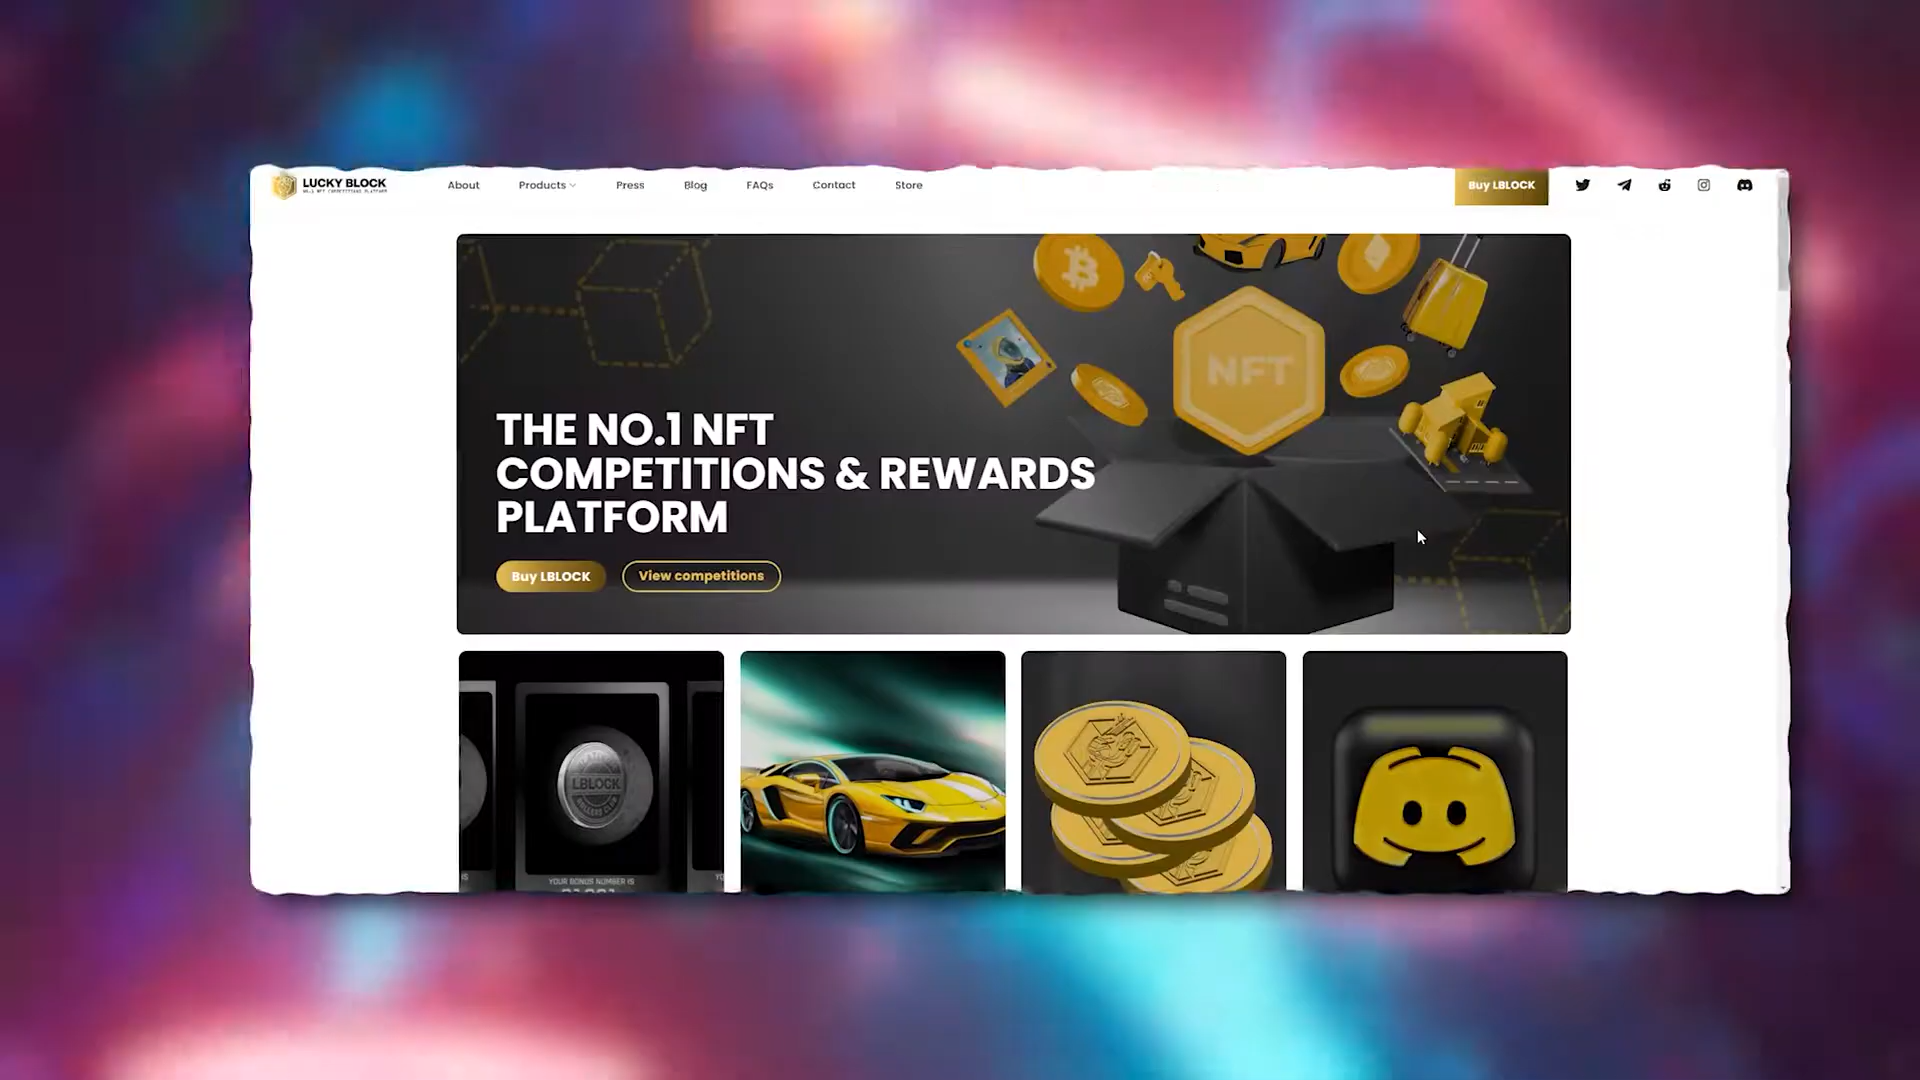 LUCKY BLOCK
About
Products
Press
Blog
FAQs
Contact
Store
Buy LBLOCK
NFT
THE NO.1 NFT
COMPETITIONS & REWARDS
PLATFORM
Buy LBLOCK
View competitions
LBLOCK
YOUR BONUS NUMBER IS